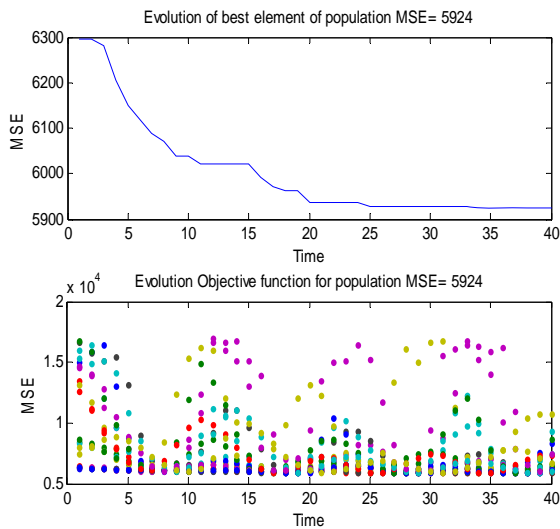 Evolution of best element of population MSE= 5924
6300
6200
6100
6000
5900
MSE
0 5 10 15 20 25 30 35 40
Time
x 10^4
Evolution Objective function for population MSE= 5924
2
1.5
1
0.5
MSE
0 5 10 15 20 25 30 35 40
Time